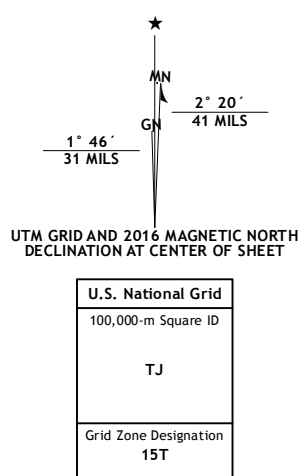 ★
MN
2° 20´
41 MILS
GN
1° 46´
31 MILS
UTM GRID AND 2016 MAGNETIC NORTH
DECLINATION AT CENTER OF SHEET
U.S. National Grid
100,000-m Square ID
TJ
Grid Zone Designation
15T